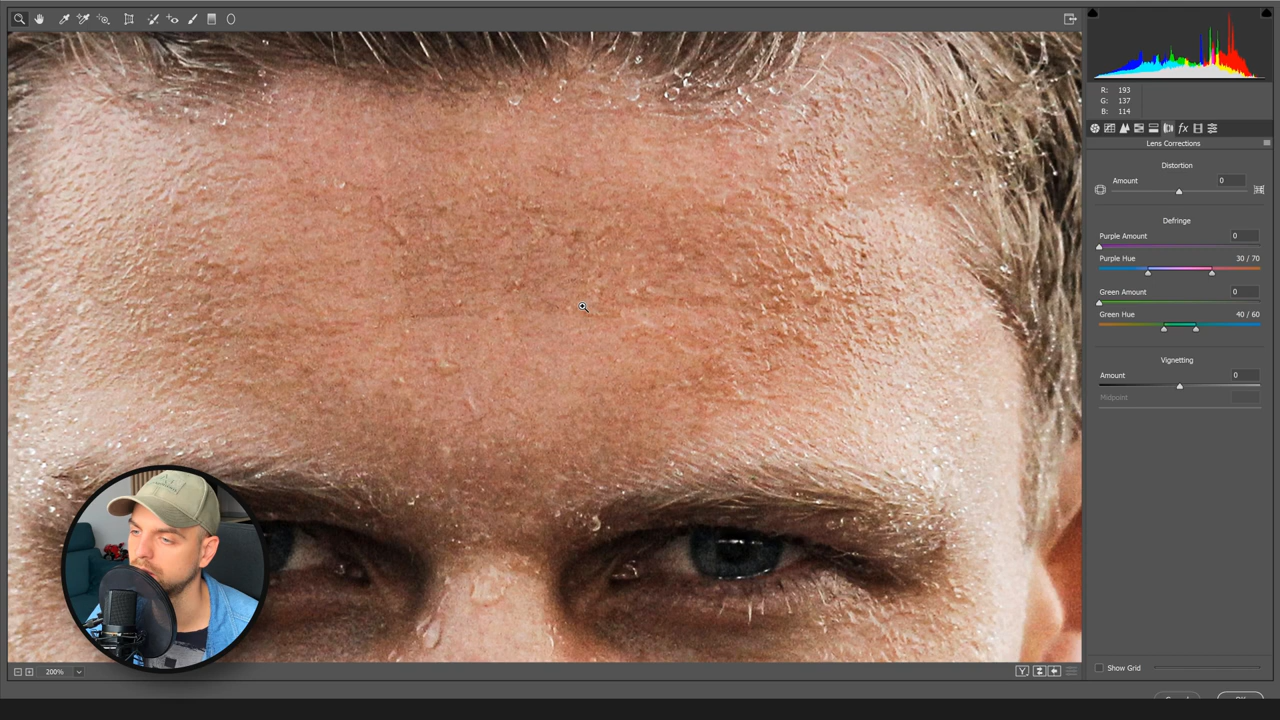 R: 193
G: 137
B: 114
fx
Lens Corrections
Distortion
Amount 0
Defringe
Purple Amount 0
Purple Hue 30 / 70
Green Amount 0
Green Hue 40 / 60
Vignetting
Amount 0
Midpoint
200%
Y
Show Grid